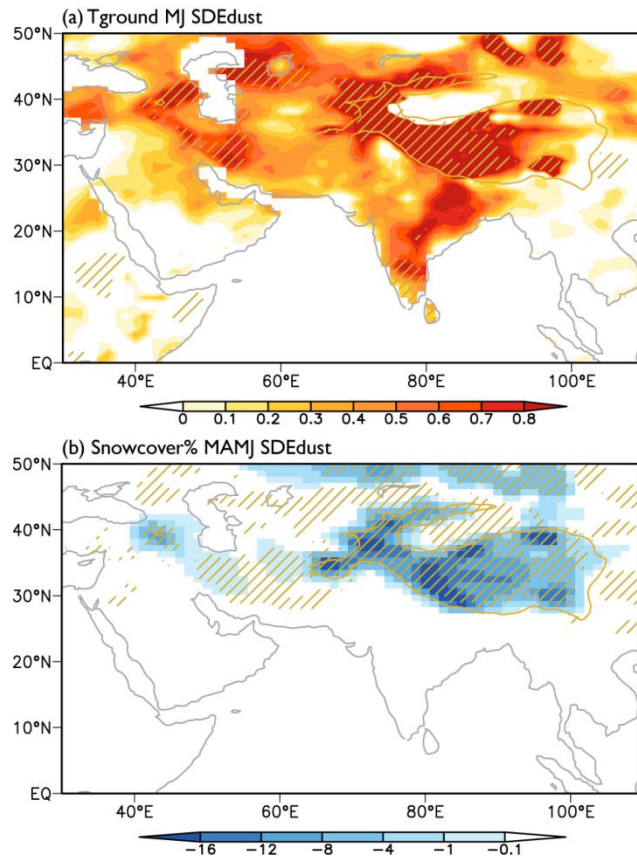 (a) Tground MJ SDEdust
50°N
40°N
30°N
20°N
10°N
EQ
40°E 60°E 80°E 100°E
0 0.1 0.2 0.3 0.4 0.5 0.6 0.7 0.8
(b) Snowcover% MAMJ SDEdust
50°N
40°N
30°N
20°N
10°N
EQ
40°E 60°E 80°E 100°E
−16 −12 −8 −4 −1 −0.1